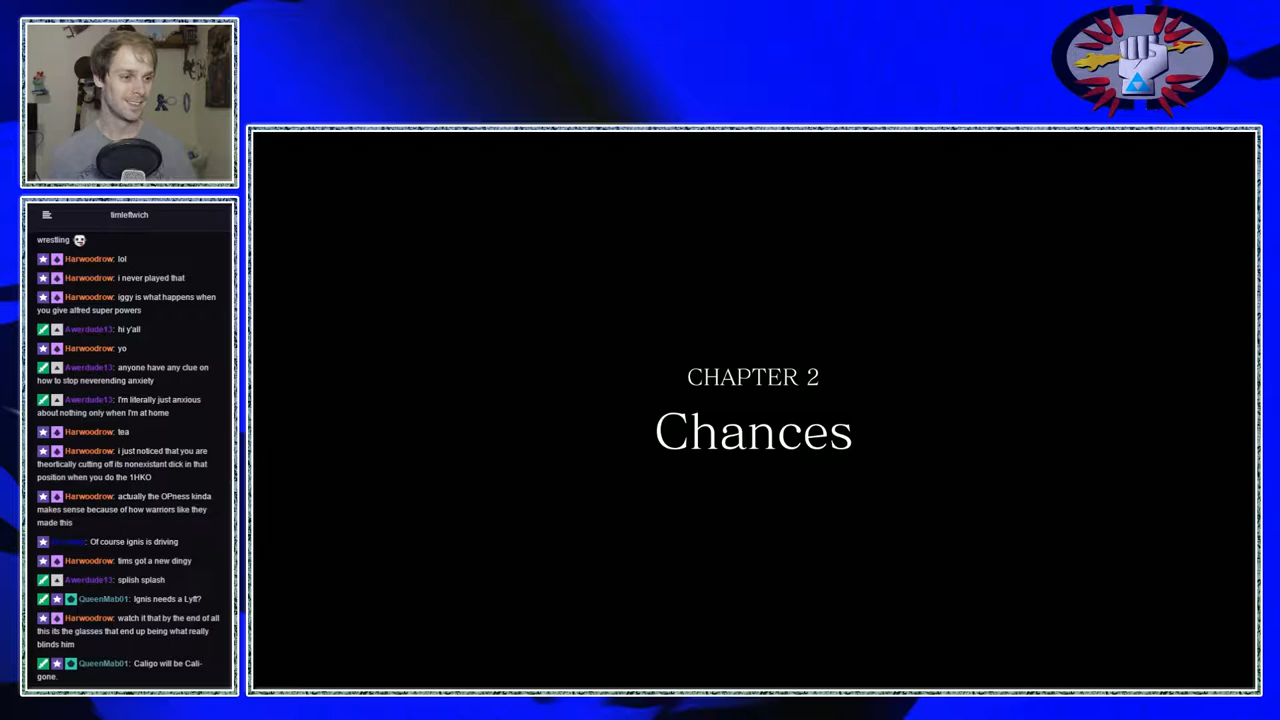 timleftwich
wrestling
Harwoodrow: lol
Harwoodrow: i never played that
Harwoodrow: iggy is what happens when
you give alfred super powers
Awerdude13: hi y'all
Harwoodrow: yo
Awerdude13: anyone have any clue on
how to stop neverending anxiety
Awerdude13: I'm literally just anxious
about nothing only when I'm at home
Harwoodrow: tea
Harwoodrow: i just noticed that you are
theortically cutting off its nonexistant dick in that
position when you do the 1HKO
Harwoodrow: actually the OPness kinda
makes sense because of how warriors like they
made this
: Of course ignis is driving
Harwoodrow: tims got a new dingy
Awerdude13: splish splash
QueenMab01: Ignis needs a Lyft?
Harwoodrow: watch it that by the end of all
this its the glasses that end up being what really
blinds him
QueenMab01: Caligo will be Cali-
gone.
CHAPTER 2
Chances